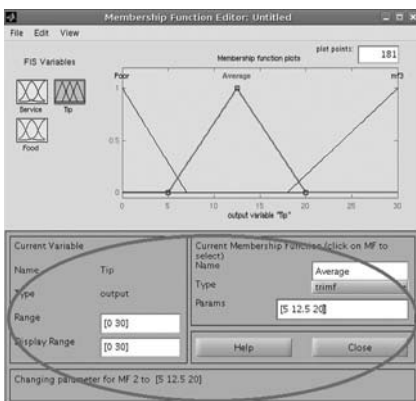 Membership Function Editor: Untitled
File Edit View
FIS Variables
Service
Tip
Food
plot points:
181
Membership function plots
Poor
Average
mf3
1
0.5
0
0 5 10 15 20 25 30
output variable "Tip"
Current Variable
Name Tip
Type output
Range [0 30]
Display Range [0 30]
Current Membership Function (click on MF to
select)
Name Average
Type trimf
Params [5 12.5 20]
Help
Close
Changing parameter for MF 2 to [5 12.5 20]